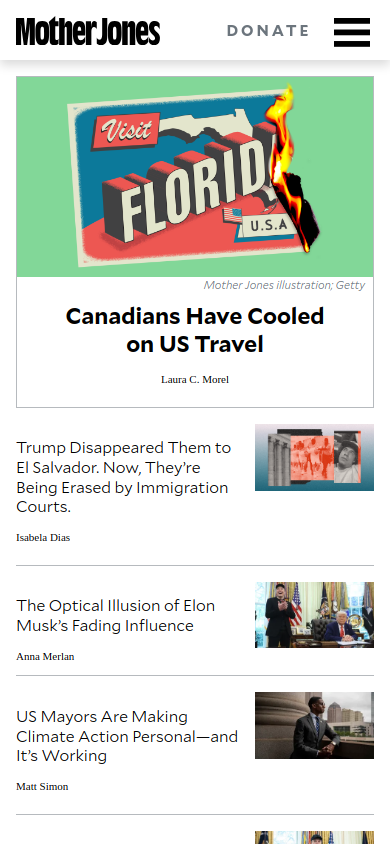 Mother Jones
DONATE
Visit
FLORID
U.S.A
Mother Jones illustration; Getty
Canadians Have Cooled
on US Travel
Laura C. Morel
Trump Disappeared Them to
El Salvador. Now, They’re
Being Erased by Immigration
Courts.
Isabela Dias
The Optical Illusion of Elon
Musk’s Fading Influence
Anna Merlan
US Mayors Are Making
Climate Action Personal—and
It’s Working
Matt Simon